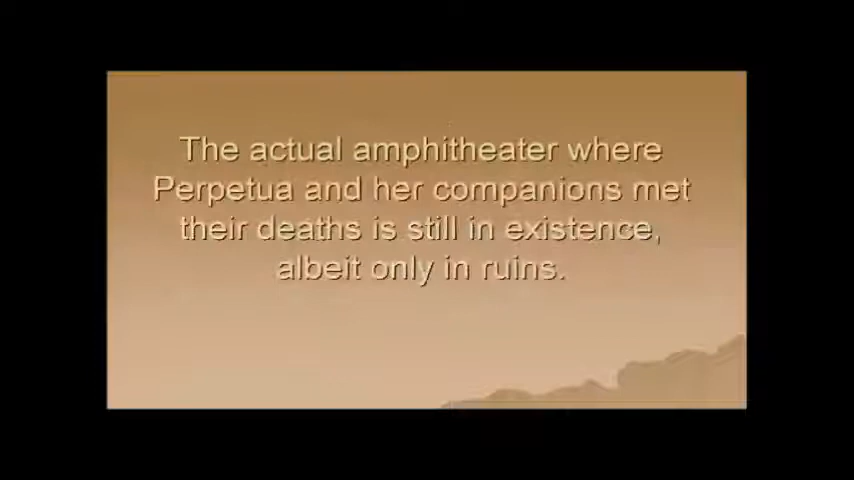 The actual amphitheater where
Perpetua and her companions met
their deaths is still in existence,
albeit only in ruins.